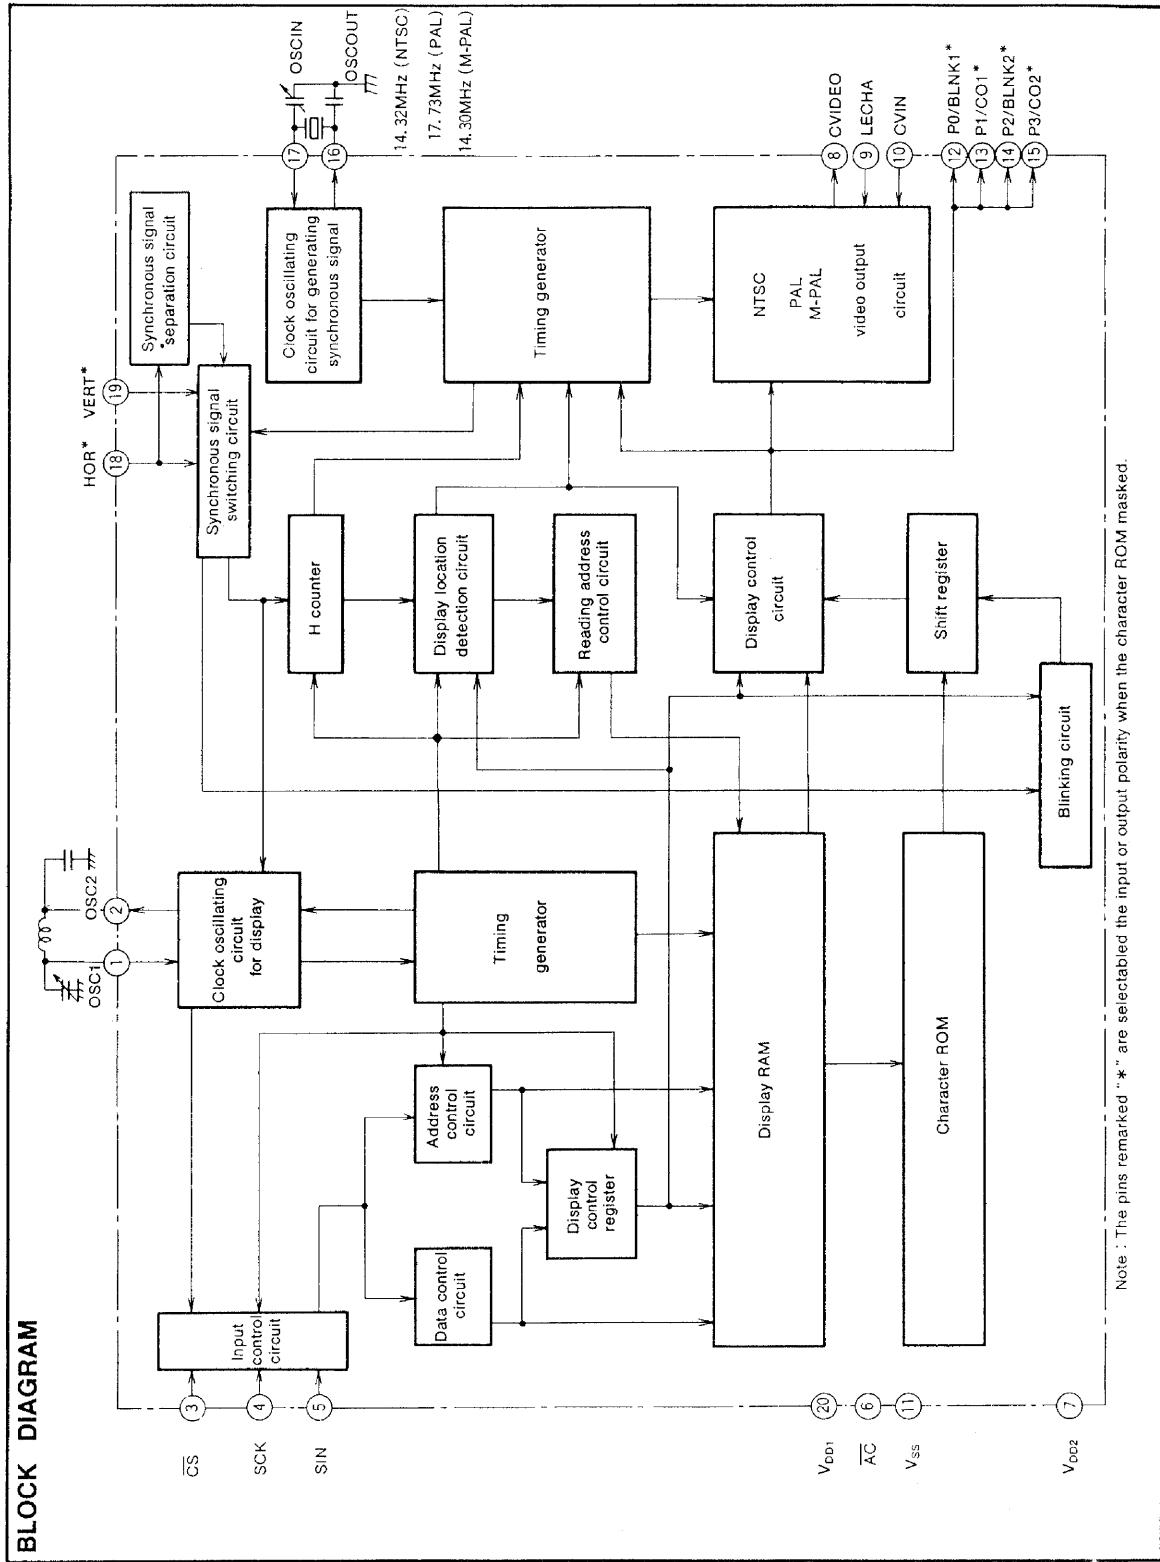 BLOCK DIAGRAM
OSC1
OSC2
1
2
HOR*
VERT*
18
19
OSCIN
OSCOUT
17
16
14.32MHz (NTSC)
17.73MHz (PAL)
14.30MHz (M-PAL)
CS
SCK
SIN
3
4
5
Input
control
circuit
Clock oscillating
circuit
for display
Synchronous signal
switching circuit
Synchronous signal
*separation circuit
Clock oscillating
circuit for generating
synchronous signal
H counter
Data control
circuit
Address
control
circuit
Timing
generator
Display location
detection circuit
Timing generator
Display
control
register
Reading address
control circuit
Display RAM
Display control
circuit
NTSC
PAL
M-PAL
video output
circuit
8
CVIDEO
9
LECHA
10
CVIN
12
P0/BLNK1*
13
P1/CO1*
14
P2/BLNK2*
15
P3/CO2*
Character ROM
Shift register
Blinking circuit
VDD1
20
AC
6
VSS
11
VDD2
7
Note : The pins remarked "*" are selectabled the input or output polarity when the character ROM masked.